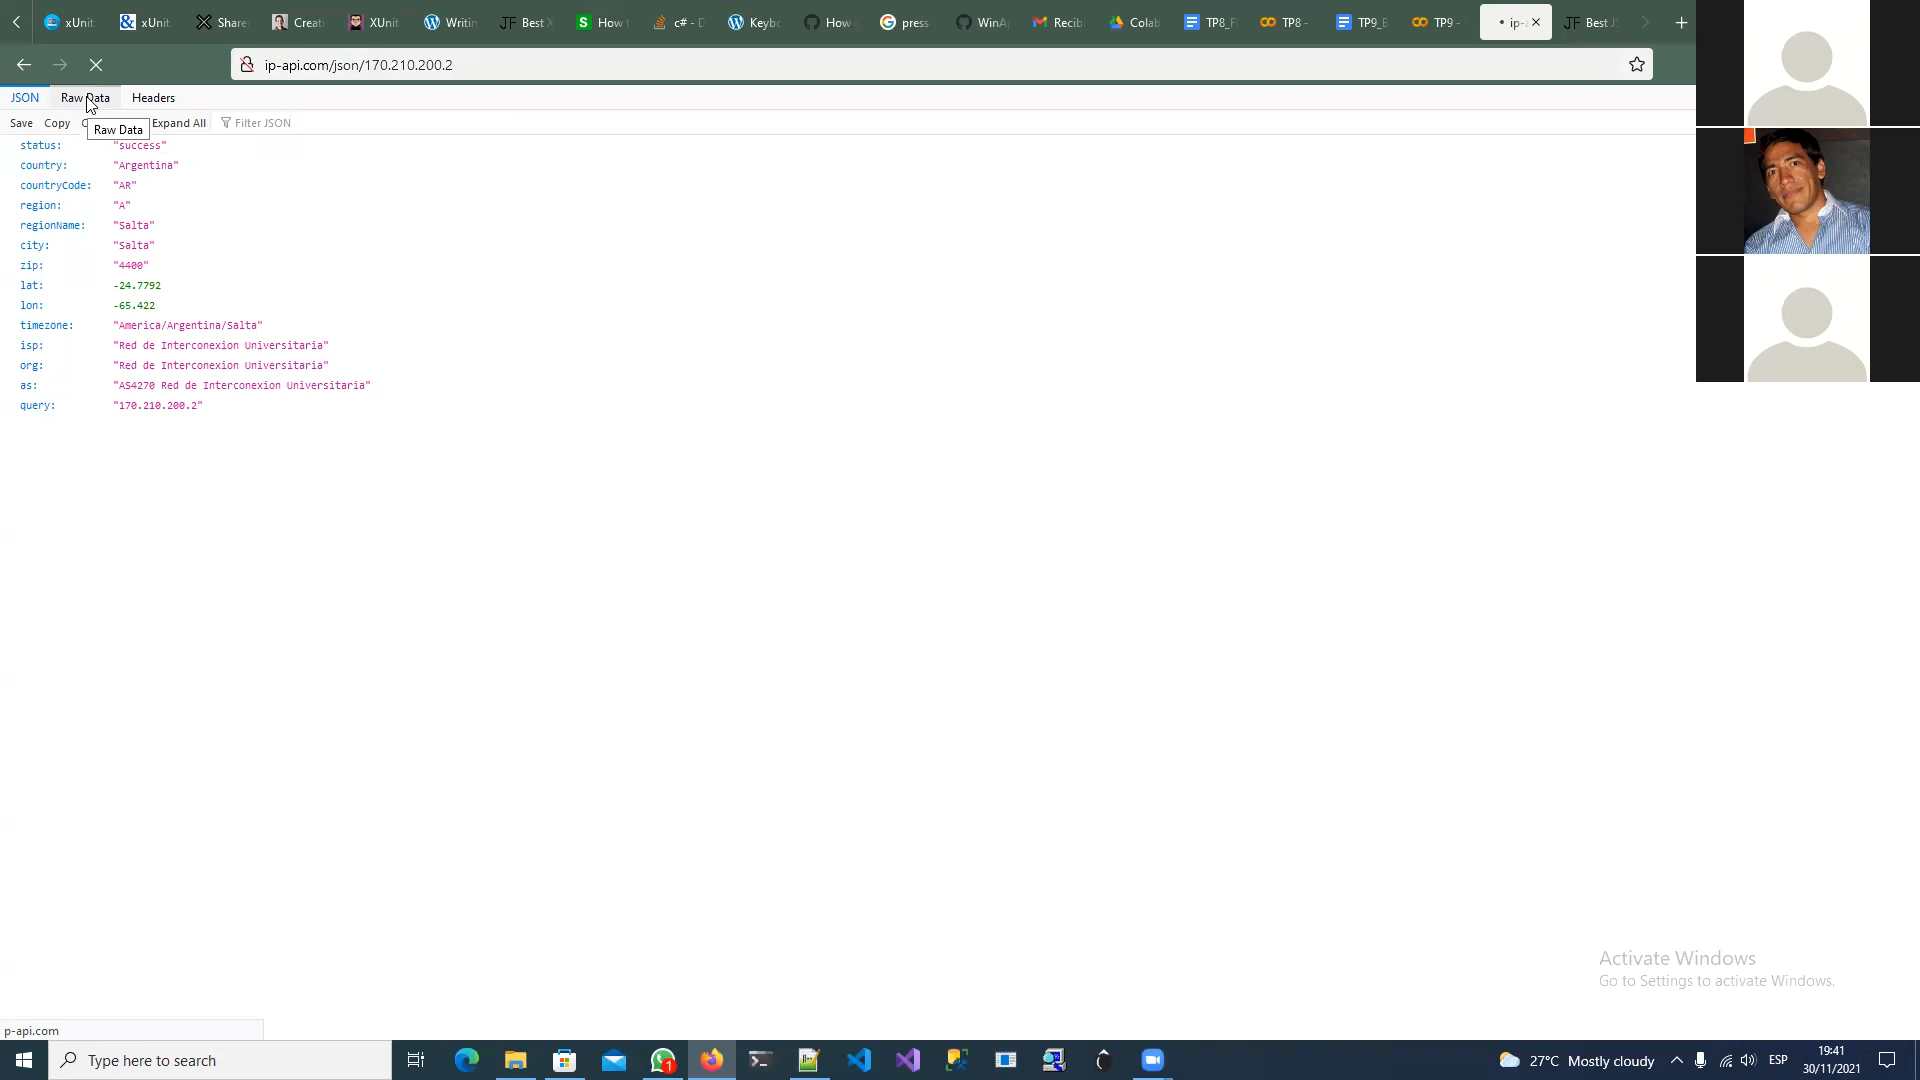 xUnit.
xUnit.
Share
Creati
XUnit
Writin
JF Best X
How
c# - D
Keybo
How
press
WinAp
Recib
Colab
TP8_F
TP8 -
TP9_E
TP9 -
ip-a
JF Best J
ip-api.com/json/170.210.200.2
JSON Raw Data Headers
Save Copy Expand All Filter JSON
Raw Data
status: "success"
country: "Argentina"
countryCode: "AR"
region: "A"
regionName: "Salta"
city: "Salta"
zip: "4400"
lat: -24.7792
lon: -65.422
timezone: "America/Argentina/Salta"
isp: "Red de Interconexion Universitaria"
org: "Red de Interconexion Universitaria"
as: "AS4270 Red de Interconexion Universitaria"
query: "170.210.200.2"
Activate Windows
Go to Settings to activate Windows.
p-api.com
Type here to search
1
27°C Mostly cloudy
ESP
19:41
30/11/2021